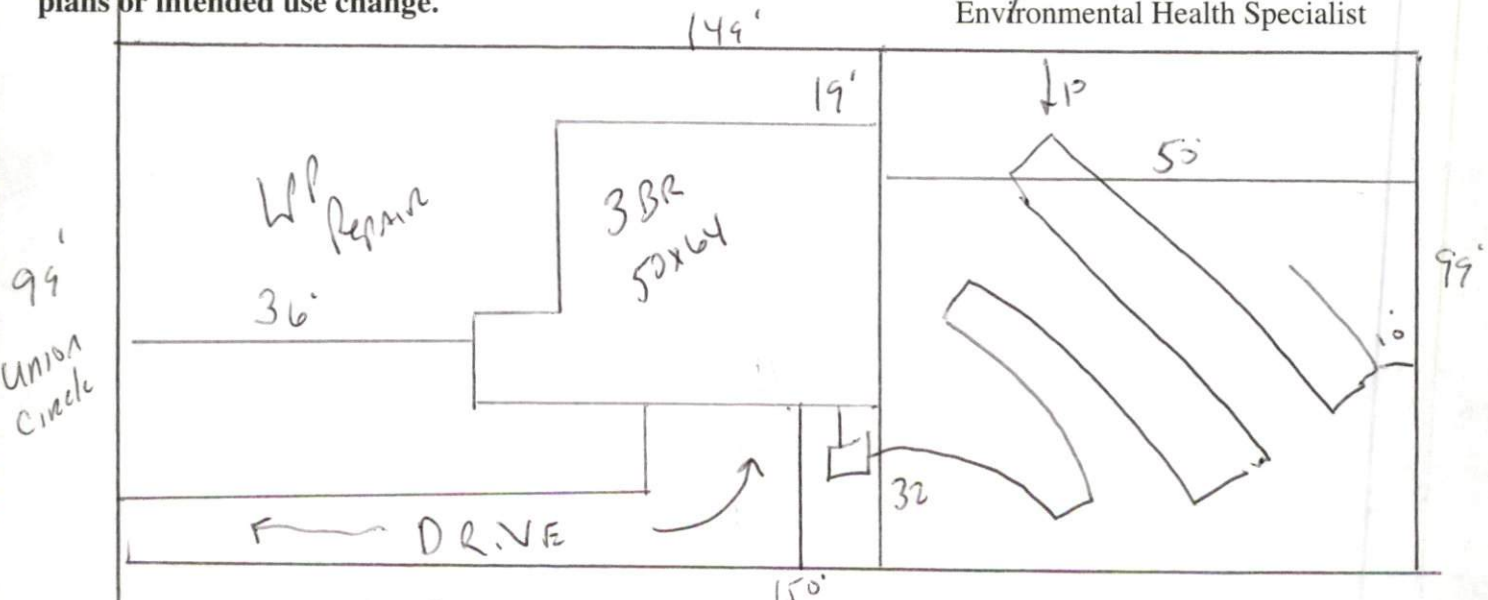 plans or intended use change.
Environmental Health Specialist
149'
19'
10
50
Repair
3BR
50x64
99'
36'
Union
Circle
99'
10
32
DRIVE
150'